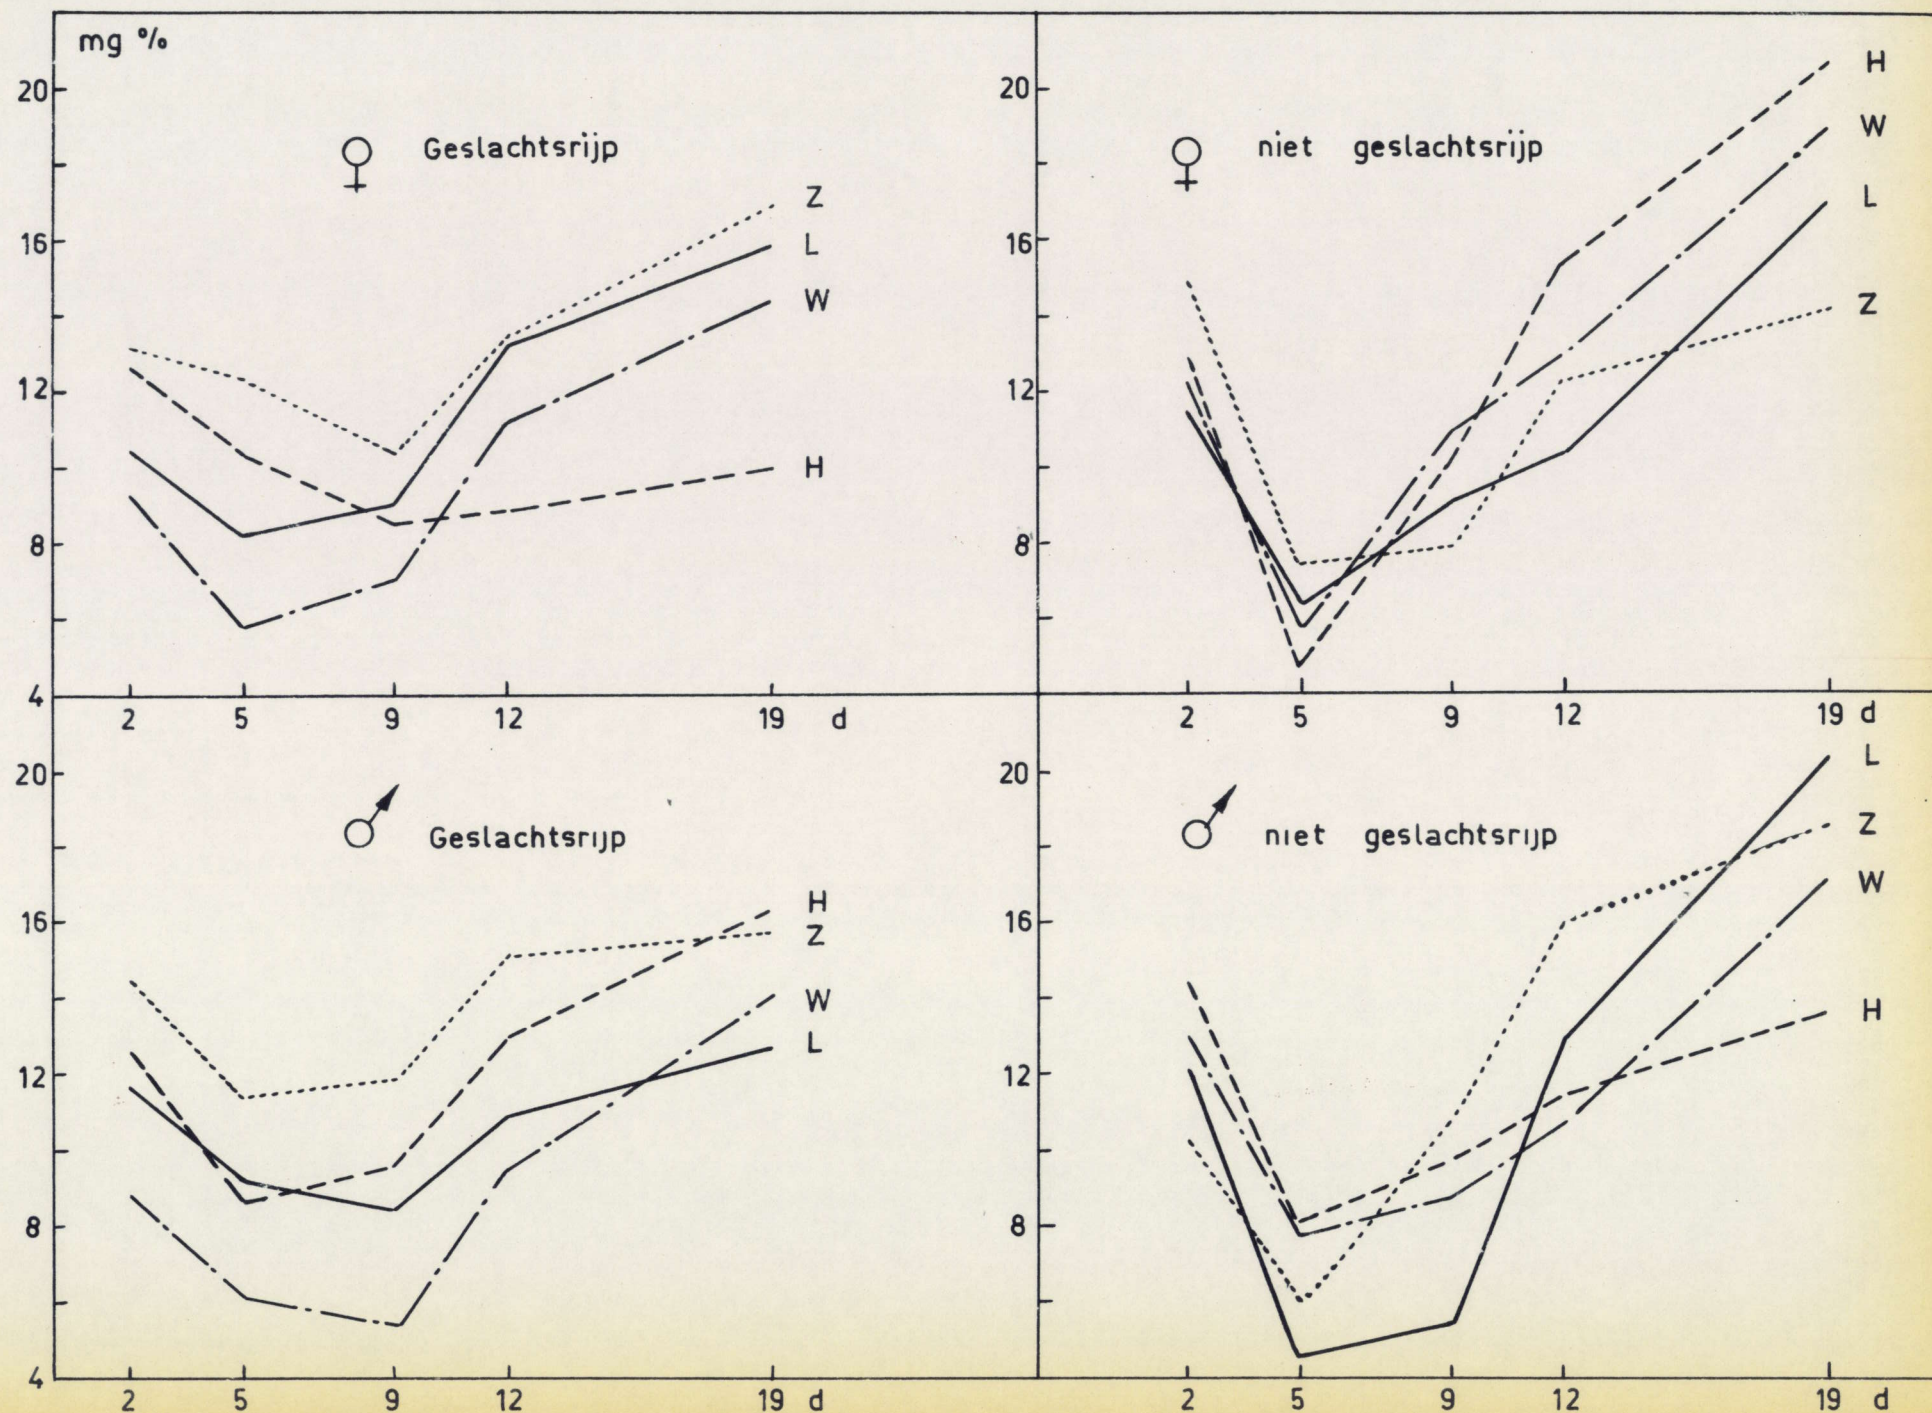 mg %
20
16
12
8
4
♀ Geslachtsrijp
Z
L
W
H
2 5 9 12 19 d
20
16
12
8
♀ niet geslachtsrijp
H
W
L
Z
2 5 9 12 19 d
20
16
12
8
4
♂ Geslachtsrijp
H
Z
W
L
2 5 9 12 19 d
20
16
12
8
♂ niet geslachtsrijp
L
Z
W
H
2 5 9 12 19 d